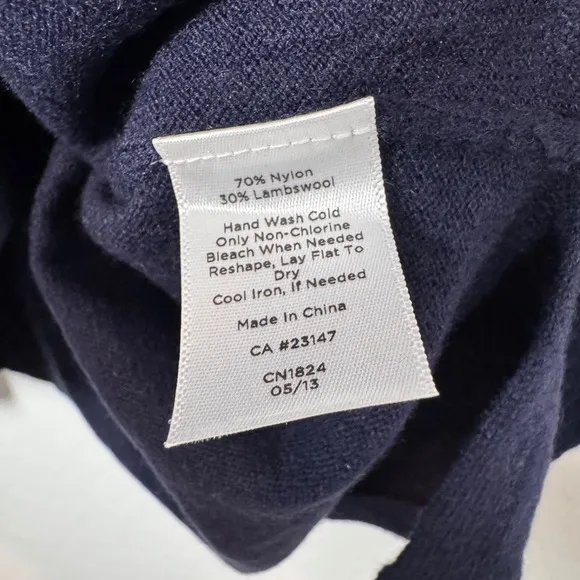 70% Nylon
30% Lambswool
Hand Wash Cold
Only Non-Chlorine
Bleach When Needed
Reshape, Lay Flat To
Dry
Cool Iron, If Needed
Made In China
CA #23147
CN1824
05/13